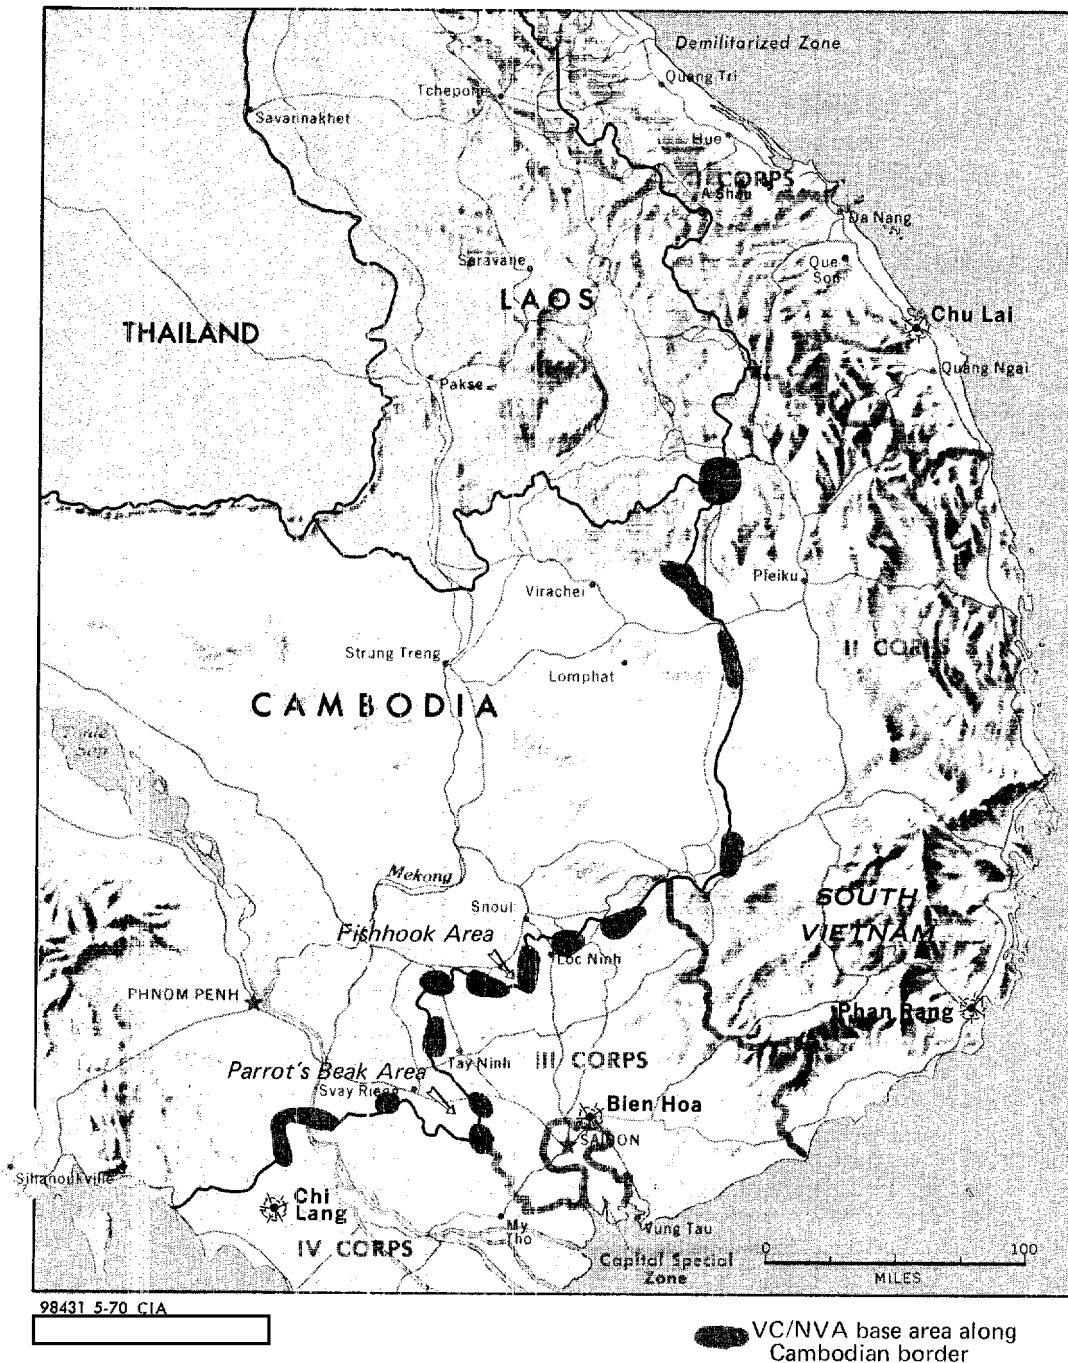 Demilitarized Zone
Quang Tri
Tchepone
Savannakhet
Hue
I CORPS
A Shau
Da Nang
Saravane
Que
Son
LAOS
Chu Lai
THAILAND
Quang Ngai
Pakse
Pleiku
Virachei
II CORPS
Strung Treng
Lomphat
CAMBODIA
Tonle
Sap
Mekong
SOUTH
VIETNAM
Snoul
Fishhook Area
Loc Ninh
PHNOM PENH
Phan Rang
III CORPS
Tay Ninh
Parrot's Beak Area
Svay Rieng
Bien Hoa
SAIGON
Sihanoukville
Chi
Lang
My
Tho
Vung Tau
IV CORPS
Capital Special
Zone
0 100
MILES
98431 5-70 CIA
VC/NVA base area along
Cambodian border